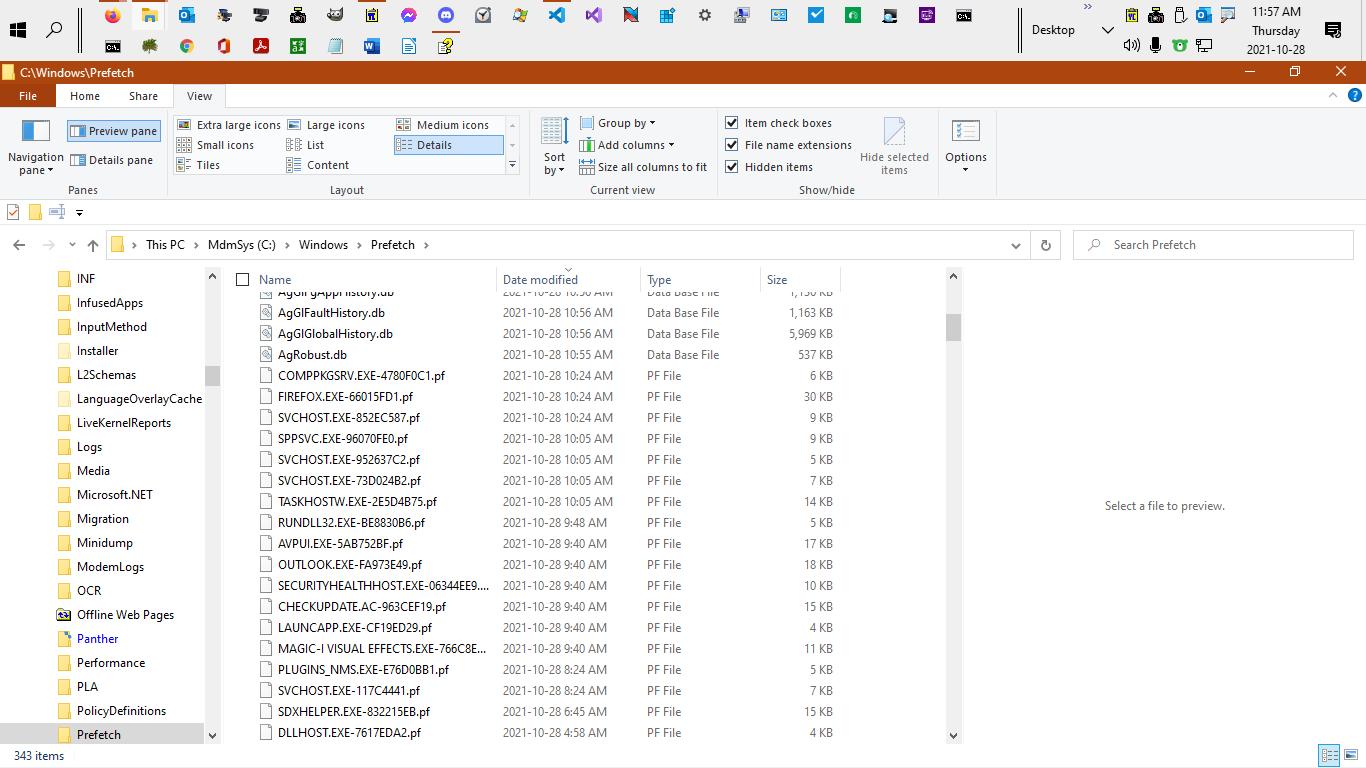 11:57 AM
Desktop
Thursday
2021-10-28
C:\Windows\Prefetch
File Home Share View
Preview pane
Details pane
Navigation pane
Extra large icons Large icons Medium icons
Small icons List Details
Tiles Content
Sort by
Group by
Add columns
Size all columns to fit
Item check boxes
File name extensions
Hidden items
Hide selected items
Options
Panes Layout Current view Show/hide
This PC MdmSys (C:) Windows Prefetch
Search Prefetch
INF
InfusedApps
InputMethod
Installer
L2Schemas
LanguageOverlayCache
LiveKernelReports
Logs
Media
Microsoft.NET
Migration
Minidump
ModemLogs
OCR
Offline Web Pages
Panther
Performance
PLA
PolicyDefinitions
Prefetch
Name Date modified Type Size
AgGlFaultHistory.db 2021-10-28 10:56 AM Data Base File 1,163 KB
AgGlGlobalHistory.db 2021-10-28 10:56 AM Data Base File 5,969 KB
AgRobust.db 2021-10-28 10:55 AM Data Base File 537 KB
COMPPKGSRV.EXE-4780F0C1.pf 2021-10-28 10:24 AM PF File 6 KB
FIREFOX.EXE-66015FD1.pf 2021-10-28 10:24 AM PF File 30 KB
SVCHOST.EXE-852EC587.pf 2021-10-28 10:24 AM PF File 9 KB
SPPSVC.EXE-96070FE0.pf 2021-10-28 10:05 AM PF File 9 KB
SVCHOST.EXE-952637C2.pf 2021-10-28 10:05 AM PF File 5 KB
SVCHOST.EXE-73D024B2.pf 2021-10-28 10:05 AM PF File 7 KB
TASKHOSTW.EXE-2E5D4B75.pf 2021-10-28 10:05 AM PF File 14 KB
RUNDLL32.EXE-BE8830B6.pf 2021-10-28 9:48 AM PF File 5 KB
AVPUI.EXE-5AB752BF.pf 2021-10-28 9:40 AM PF File 17 KB
OUTLOOK.EXE-FA973E49.pf 2021-10-28 9:40 AM PF File 18 KB
SECURITYHEALTHHOST.EXE-06344EE9.... 2021-10-28 9:40 AM PF File 10 KB
CHECKUPDATE.AC-963CEF19.pf 2021-10-28 9:40 AM PF File 15 KB
LAUNCAPP.EXE-CF19ED29.pf 2021-10-28 9:40 AM PF File 4 KB
MAGIC-I VISUAL EFFECTS.EXE-766C8E... 2021-10-28 9:40 AM PF File 11 KB
PLUGINS_NMS.EXE-E76D0BB1.pf 2021-10-28 8:24 AM PF File 5 KB
SVCHOST.EXE-117C4441.pf 2021-10-28 8:24 AM PF File 7 KB
SDXHELPER.EXE-832215EB.pf 2021-10-28 6:45 AM PF File 15 KB
DLLHOST.EXE-7617EDA2.pf 2021-10-28 4:58 AM PF File 4 KB
Select a file to preview.
343 items